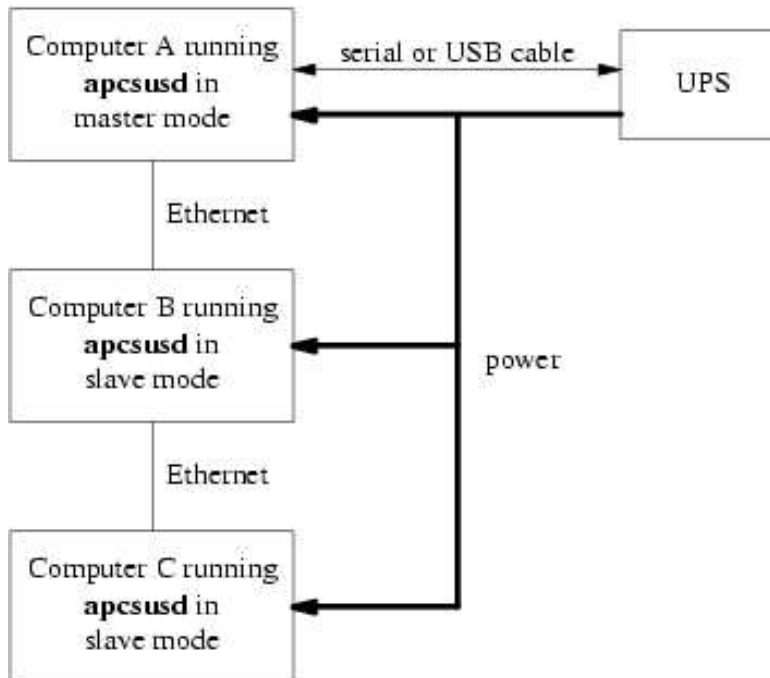 Computer A running
apcsusd in
master mode
serial or USB cable
UPS
Ethernet
Computer B running
apcsusd in
slave mode
power
Ethernet
Computer C running
apcsusd in
slave mode